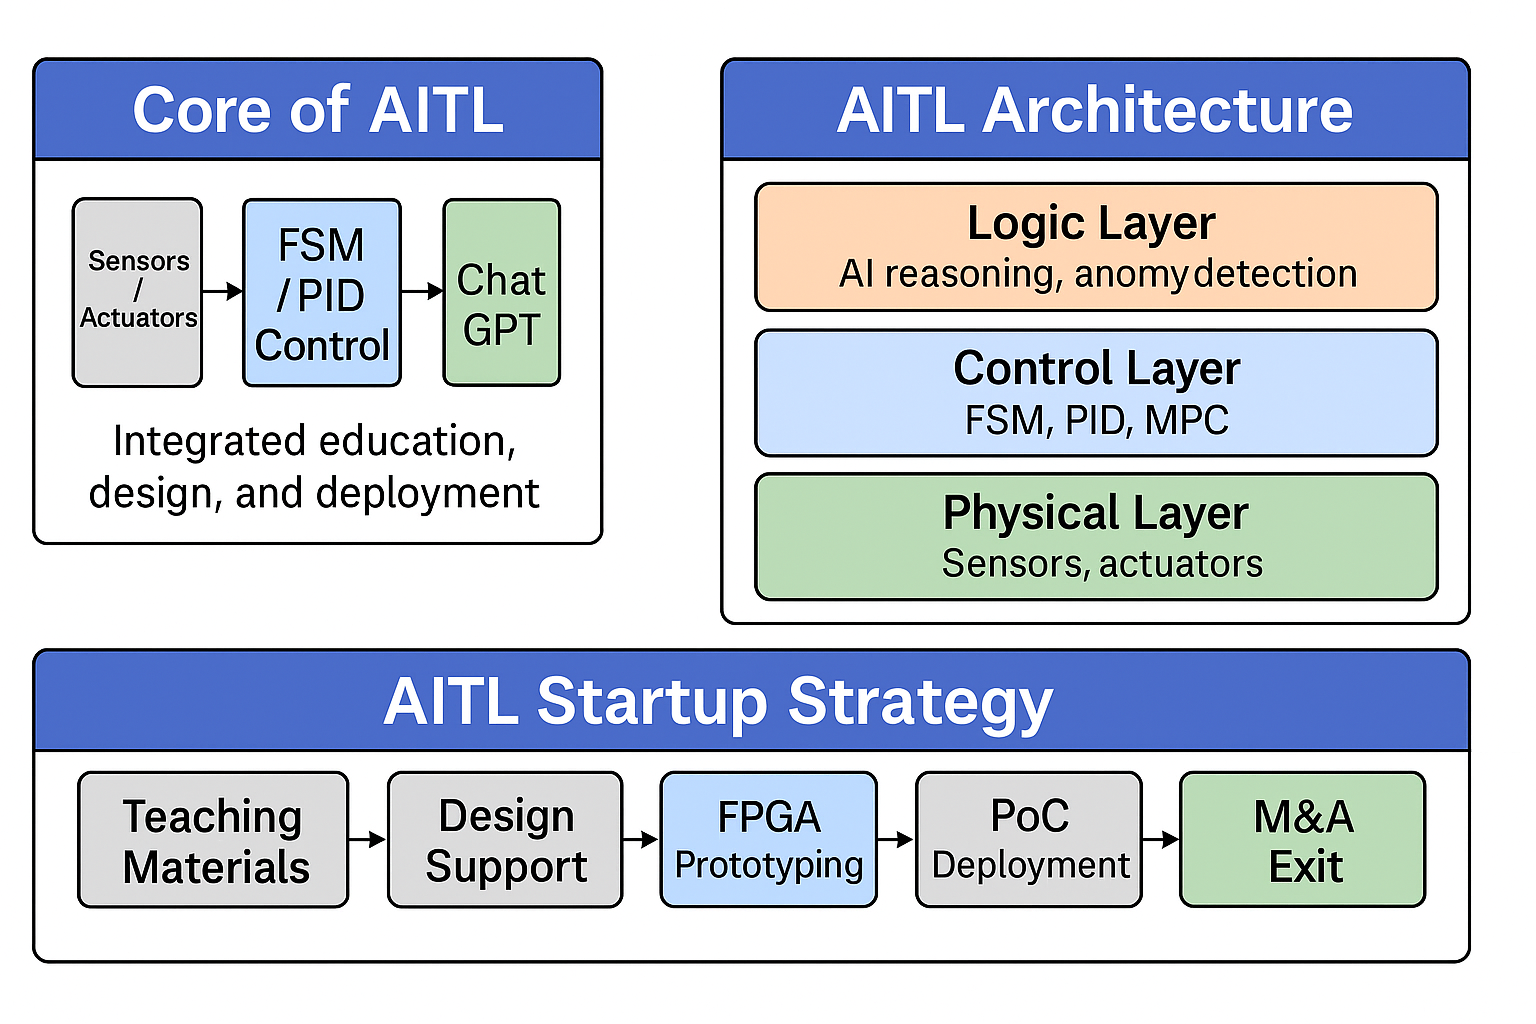 Core of AITL
Sensors
/
Actuators
FSM
/ PID
Control
Chat
GPT
Integrated education,
design, and deployment
AITL Architecture
Logic Layer
AI reasoning, anomy detection
Control Layer
FSM, PID, MPC
Physical Layer
Sensors, actuators
AITL Startup Strategy
Teaching
Materials
Design
Support
FPGA
Prototyping
PoC
Deployment
M&A
Exit